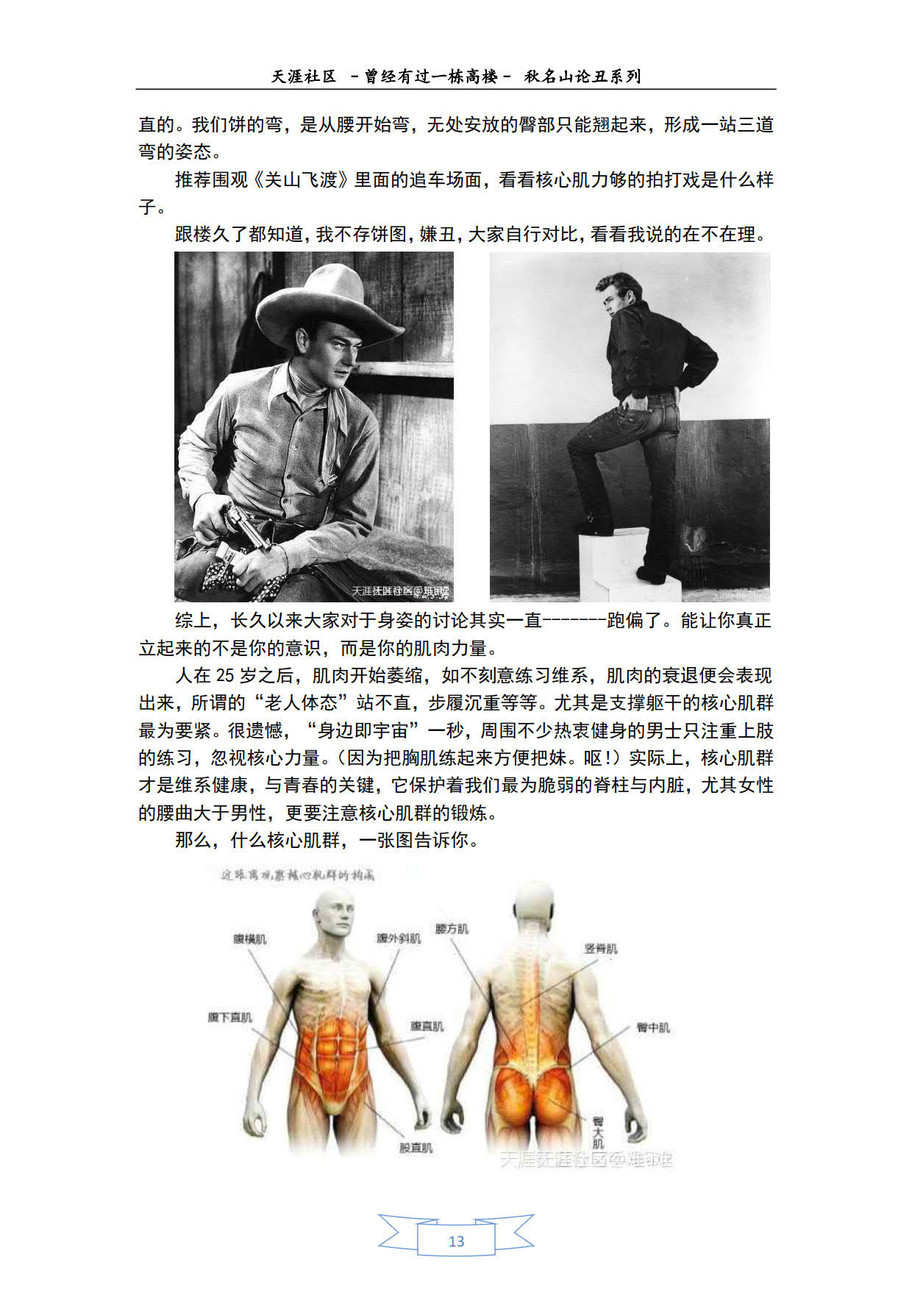 天涯社区 －曾经有过一栋高楼－ 秋名山论丑系列
直的。我们饼的弯，是从腰开始弯，无处安放的臀部只能翘起来，形成一站三道
弯的姿态。
推荐围观《关山飞渡》里面的追车场面，看看核心肌力够的拍打戏是什么样
子。
跟楼久了都知道，我不存饼图，嫌丑，大家自行对比，看看我说的在不在理。
综上，长久以来大家对于身姿的讨论其实一直-------跑偏了。能让你真正
立起来的不是你的意识，而是你的肌肉力量。
人在 25 岁之后，肌肉开始萎缩，如不刻意练习维系，肌肉的衰退便会表现
出来，所谓的“老人体态”站不直，步履沉重等等。尤其是支撑躯干的核心肌群
最为要紧。很遗憾，“身边即宇宙”一秒，周围不少热衷健身的男士只注重上肢
的练习，忽视核心力量。（因为把胸肌练起来方便把妹。呕！）实际上，核心肌群
才是维系健康，与青春的关键，它保护着我们最为脆弱的脊柱与内脏，尤其女性
的腰曲大于男性，更要注意核心肌群的锻炼。
那么，什么核心肌群，一张图告诉你。
近距离观察核心肌群的构成
腹横肌
腹外斜肌
腰方肌
竖脊肌
腹下直肌
腹直肌
臀中肌
股直肌
臀大肌
13